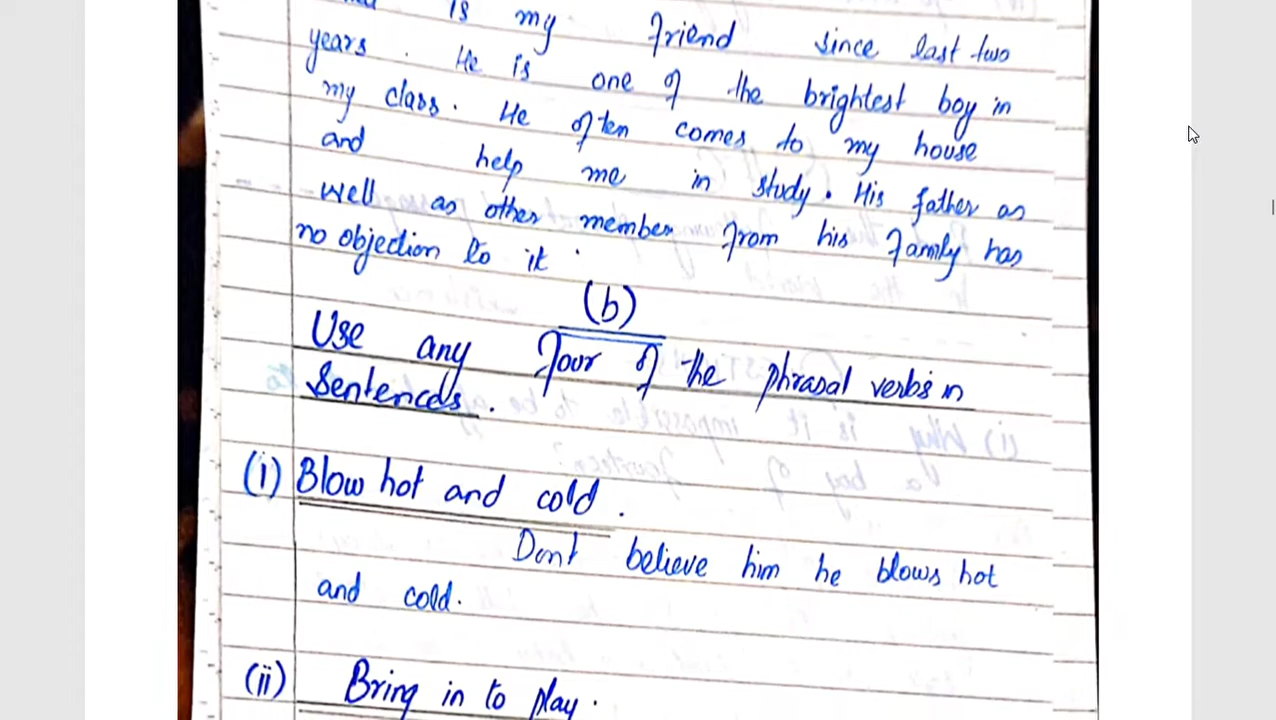 is my friend since last two
years. He is one of the brightest boy in
my class. He often comes to my house
and help me in study. His father as
well as other member from his family has
no objection to it.
(b)
Use any four of the phrasal verbs in
Sentences.
(i) Blow hot and cold.
Dont believe him he blows hot
and cold.
(ii) Bring in to play.